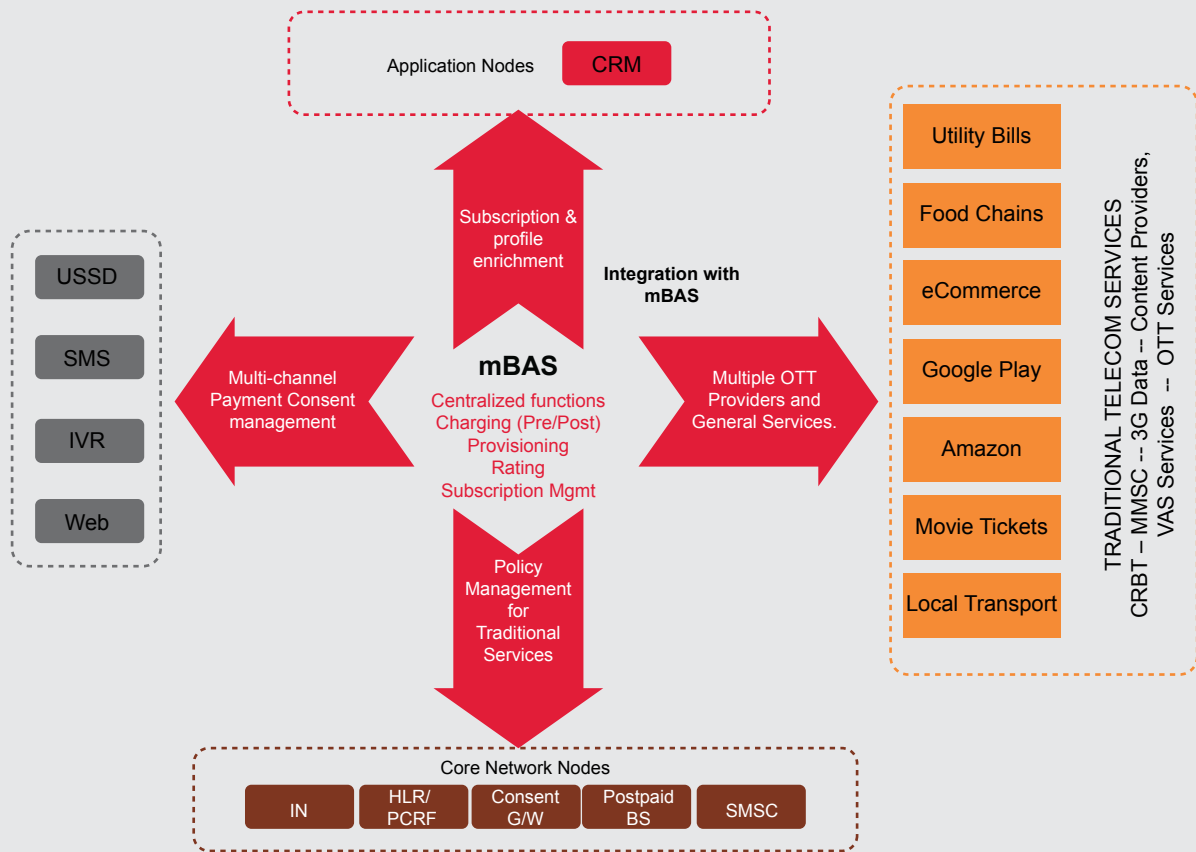 Application Nodes
CRM
Subscription &
profile
enrichment
Integration with
mBAS
USSD
SMS
IVR
Web
Multi-channel
Payment Consent
management
mBAS
Centralized functions
Charging (Pre/Post)
Provisioning
Rating
Subscription Mgmt
Multiple OTT
Providers and
General Services.
Utility Bills
Food Chains
eCommerce
Google Play
Amazon
Movie Tickets
Local Transport
TRADITIONAL TELECOM SERVICES
CRBT – MMSC -- 3G Data -- Content Providers,
VAS Services -- OTT Services
Policy
Management
for
Traditional
Services
Core Network Nodes
IN
HLR/
PCRF
Consent
G/W
Postpaid
BS
SMSC